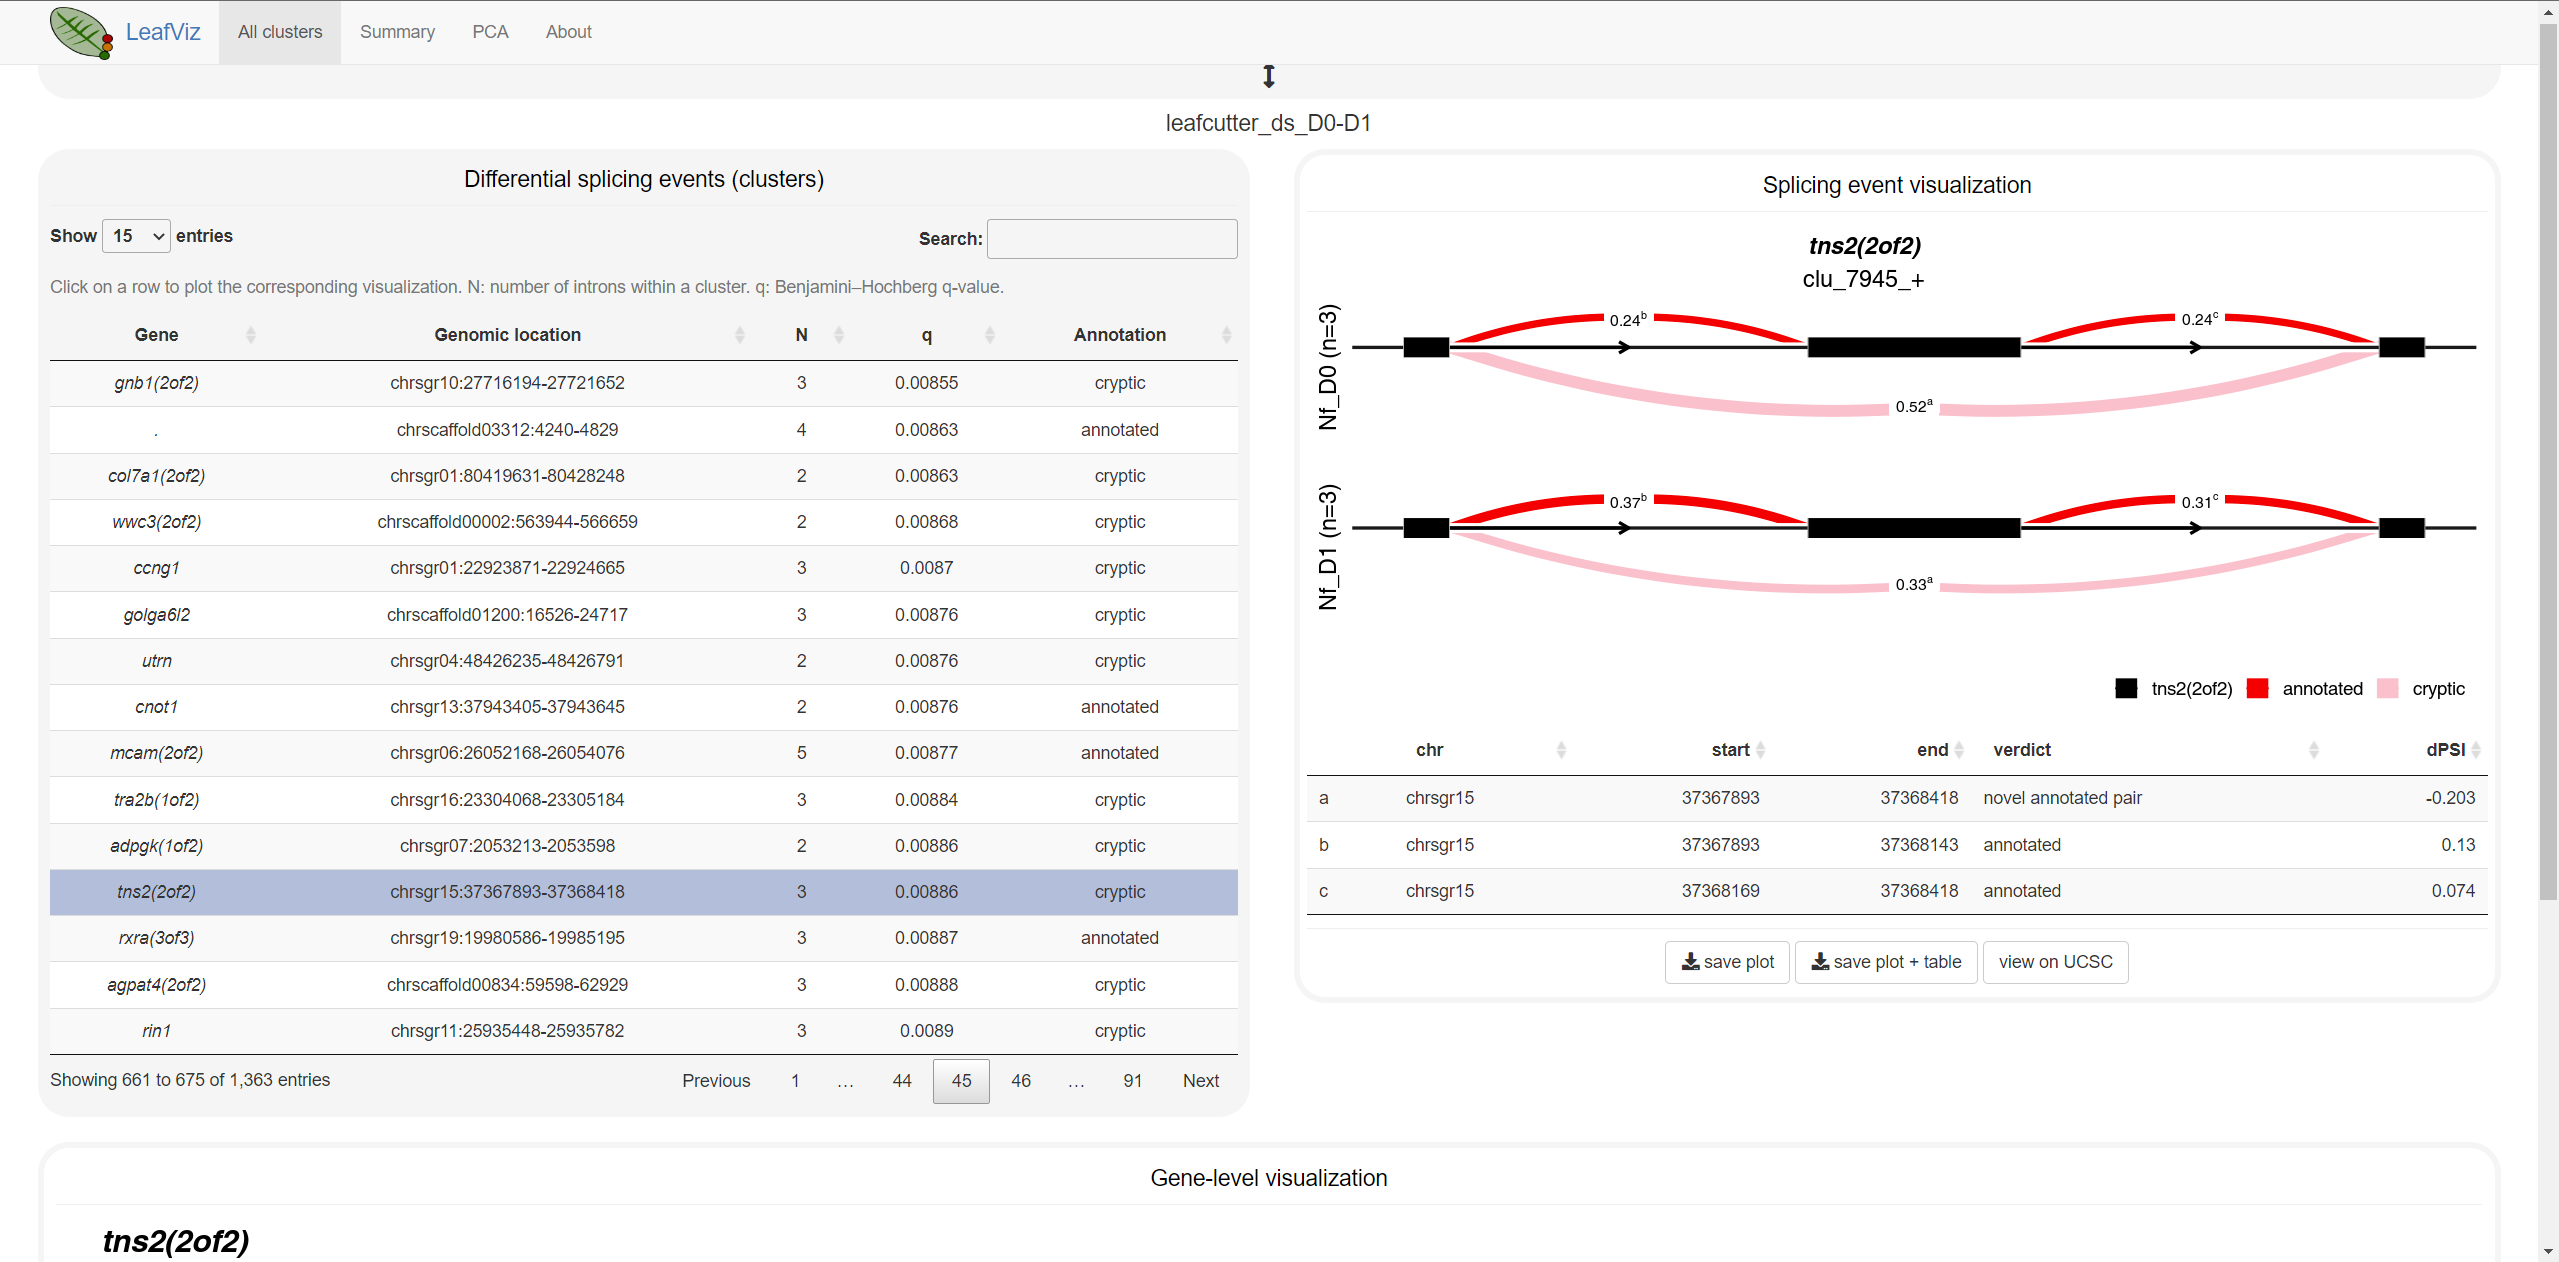 LeafViz All clusters Summary PCA About
leafcutter_ds_D0-D1
Differential splicing events (clusters)
Show 15 entries Search:
Click on a row to plot the corresponding visualization. N: number of introns within a cluster. q: Benjamini–Hochberg q-value.
Gene Genomic location N q Annotation
gnb1(2of2) chrsgr10:27716194-27721652 3 0.00855 cryptic
. chrscaffold03312:4240-4829 4 0.00863 annotated
col7a1(2of2) chrsgr01:80419631-80428248 2 0.00863 cryptic
wwc3(2of2) chrscaffold00002:563944-566659 2 0.00868 cryptic
ccng1 chrsgr01:22923871-22924665 3 0.0087 cryptic
golga6l2 chrscaffold01200:16526-24717 3 0.00876 cryptic
utrn chrsgr04:48426235-48426791 2 0.00876 cryptic
cnot1 chrsgr13:37943405-37943645 2 0.00876 annotated
mcam(2of2) chrsgr06:26052168-26054076 5 0.00877 annotated
tra2b(1of2) chrsgr16:23304068-23305184 3 0.00884 cryptic
adpgk(1of2) chrsgr07:2053213-2053598 2 0.00886 cryptic
tns2(2of2) chrsgr15:37367893-37368418 3 0.00886 cryptic
rxra(3of3) chrsgr19:19980586-19985195 3 0.00887 annotated
agpat4(2of2) chrscaffold00834:59598-62929 3 0.00888 cryptic
rin1 chrsgr11:25935448-25935782 3 0.0089 cryptic
Showing 661 to 675 of 1,363 entries Previous 1 … 44 45 46 … 91 Next
Splicing event visualization
tns2(2of2)
clu_7945_+
Nf_D0 (n=3)
0.24b 0.24c
0.52a
Nf_D1 (n=3)
0.37b 0.31c
0.33a
tns2(2of2) annotated cryptic
chr start end verdict dPSI
a chrsgr15 37367893 37368418 novel annotated pair -0.203
b chrsgr15 37367893 37368143 annotated 0.13
c chrsgr15 37368169 37368418 annotated 0.074
save plot save plot + table view on UCSC
Gene-level visualization
tns2(2of2)